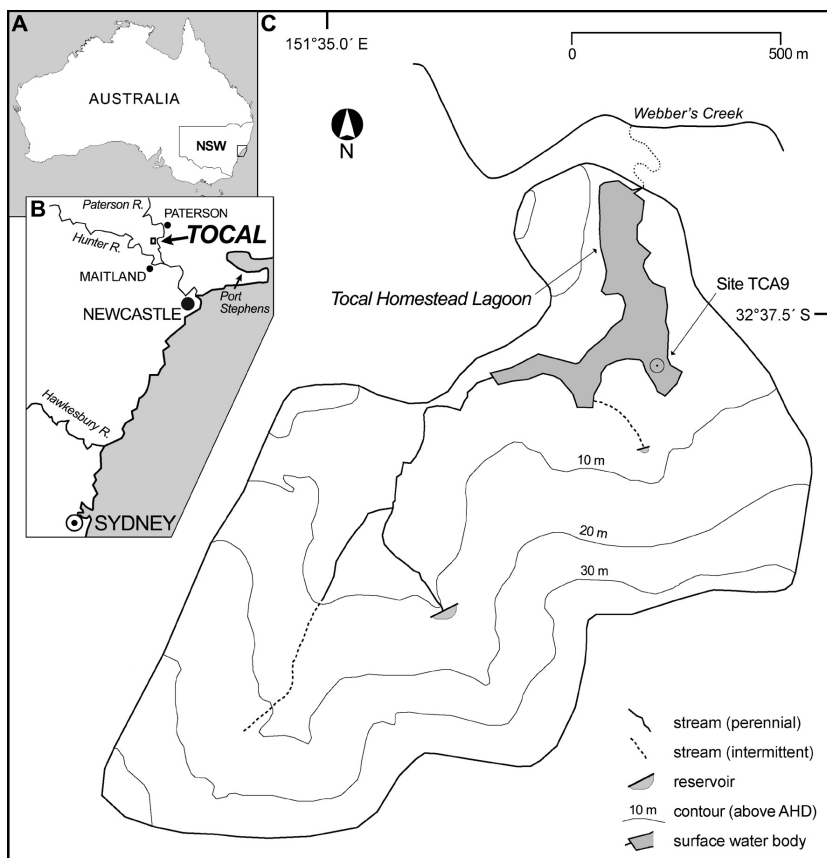 A
AUSTRALIA
NSW
B
Paterson R.
PATERSON
TOCAL
Hunter R.
MAITLAND
NEWCASTLE
Port
Stephens
Hawkesbury R.
SYDNEY
C
151°35.0´ E
0
500 m
N
Webber's Creek
Tocal Homestead Lagoon
Site TCA9
32°37.5´ S
10 m
20 m
30 m
stream (perennial)
stream (intermittent)
reservoir
10 m
contour (above AHD)
surface water body